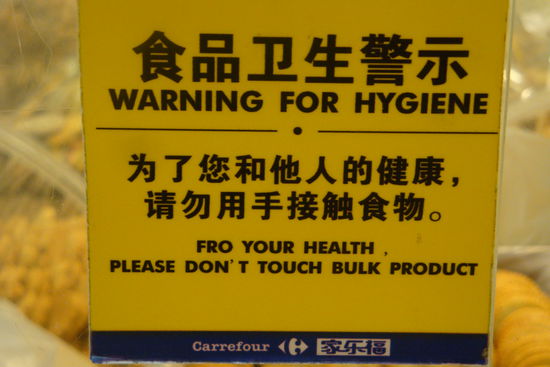 食品卫生警示
WARNING FOR HYGIENE
为了您和他人的健康，
请勿用手接触食物。
FRO YOUR HEALTH ,
PLEASE DON'T TOUCH BULK PRODUCT
Carrefour 家乐福